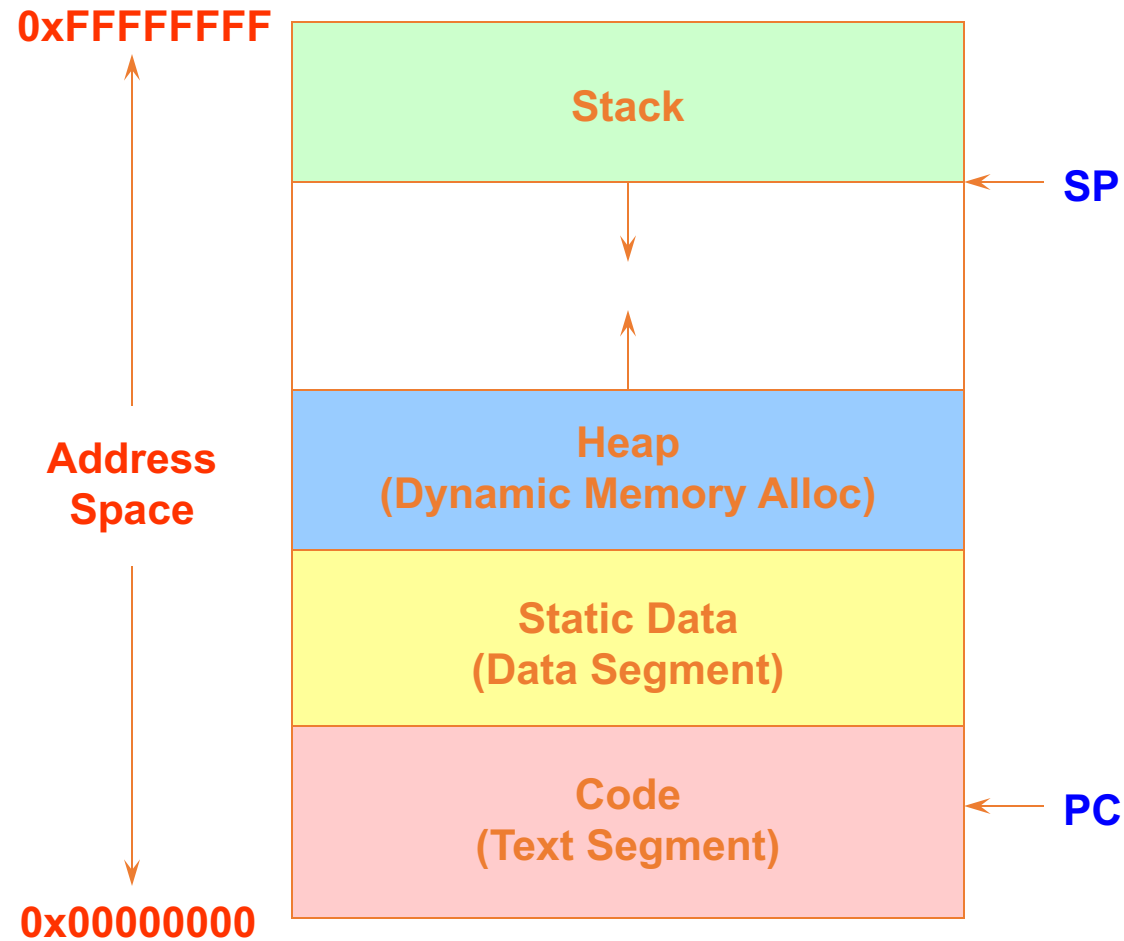 0xFFFFFFFF
Stack
SP
Heap
(Dynamic Memory Alloc)
Address
Space
Static Data
(Data Segment)
Code
(Text Segment)
PC
0x00000000